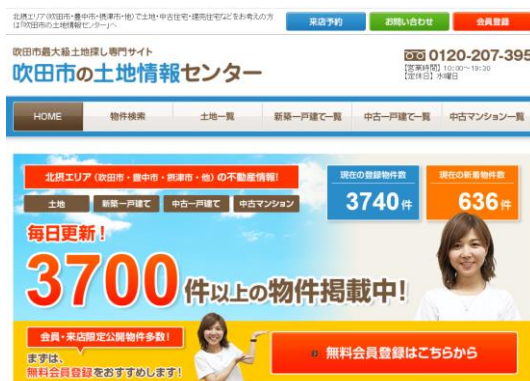 北摂エリア(吹田市・豊中市・摂津市・他)で土地・中古住宅・建売住宅などをお考えの方
は「吹田市の土地情報センター」へ
来店予約
お問い合わせ
会員登録
吹田市最大級土地探し専門サイト
吹田市の土地情報センター
0120-207-395
【営業時間】10:00～19:30
【定休日】水曜日
HOME
物件検索
土地一覧
新築一戸建て一覧
中古一戸建て一覧
中古マンション一覧
北摂エリア(吹田市・豊中市・摂津市・他)の不動産情報!
土地
新築一戸建て
中古一戸建て
中古マンション
現在の登録物件数
3740件
現在の新着物件数
636件
毎日更新!
3700件以上の物件掲載中!
会員・来店限定公開物件多数!
まずは、
無料会員登録をおすすめします!
無料会員登録はこちらから